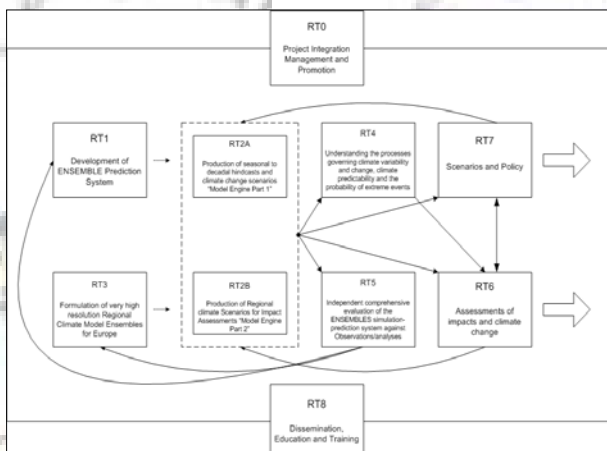 RT0
Project Integration
Management and
Promotion
RT1
Development of
ENSEMBLE Prediction
System
RT2A
Production of seasonal to
decadal hindcasts and
climate change scenarios
"Model Engine Part 1"
RT4
Understanding the processes
governing climate variability
and change, climate
predictability and the
probability of extreme events
RT7
Scenarios and Policy
RT3
Formulation of very high
resolution Regional
Climate Model Ensembles
for Europe
RT2B
Production of Regional
climate Scenarios for Impact
Assessments "Model Engine
Part 2"
RT5
Independent comprehensive
evaluation of the
ENSEMBLES simulation-
prediction system against
Observations/analyses
RT6
Assessments of
impacts and climate
change
RT8
Dissemination,
Education and Training